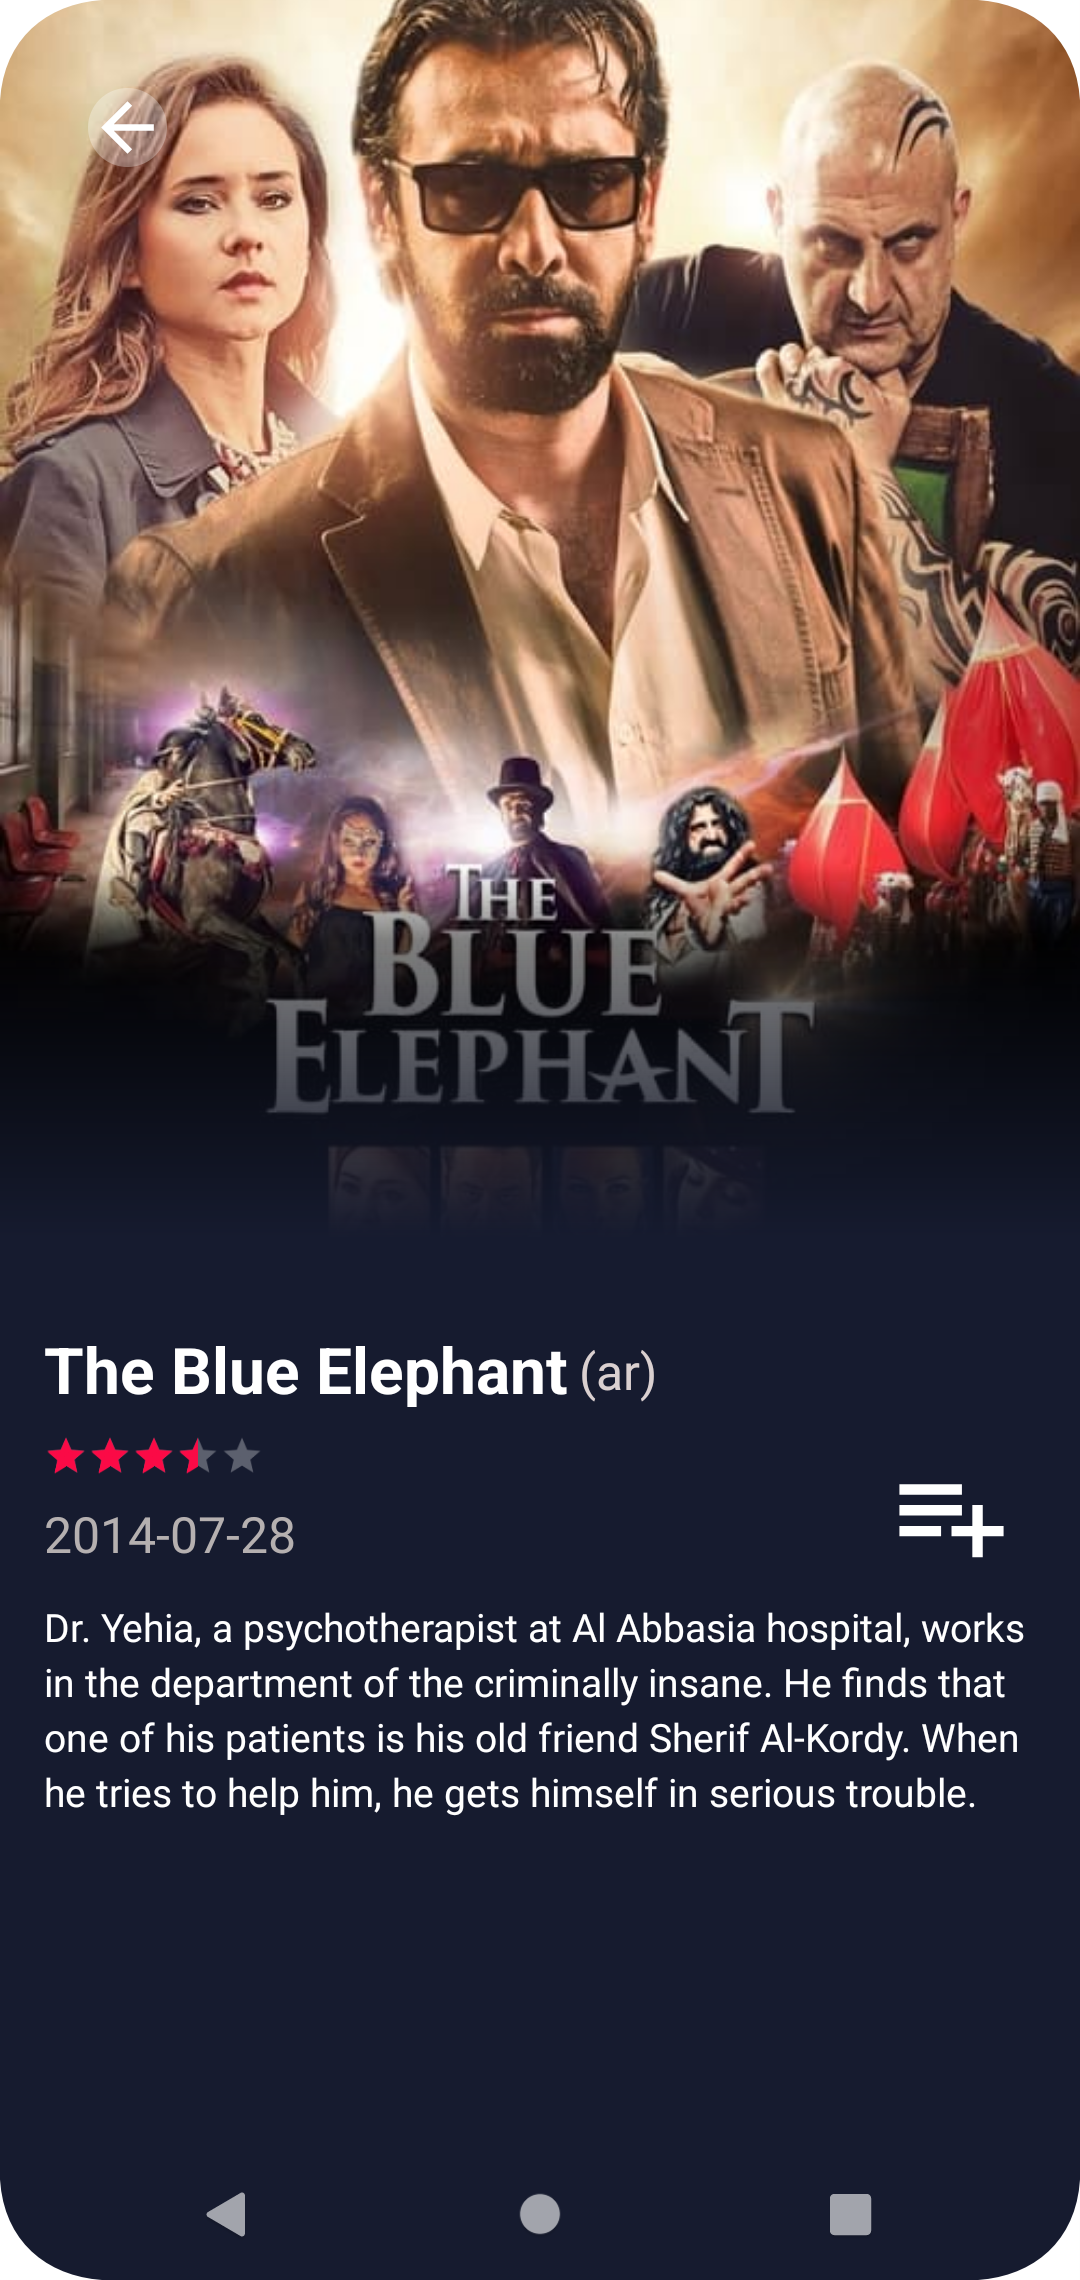 THE
BLUE
ELEPHANT
The Blue Elephant (ar)
2014-07-28
Dr. Yehia, a psychotherapist at Al Abbasia hospital, works
in the department of the criminally insane. He finds that
one of his patients is his old friend Sherif Al-Kordy. When
he tries to help him, he gets himself in serious trouble.